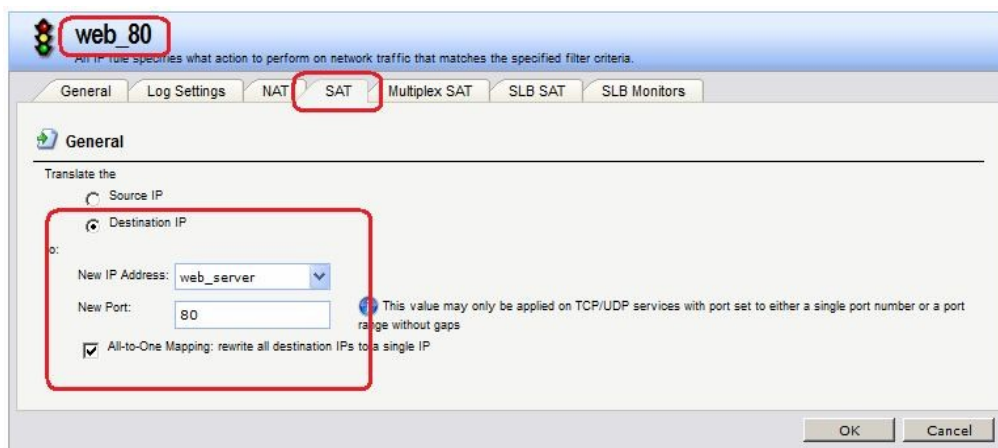 web_80
An IP rule specifies what action to perform on network traffic that matches the specified filter criteria.
General Log Settings NAT SAT Multiplex SAT SLB SAT SLB Monitors
General
Translate the
Source IP
Destination IP
to:
New IP Address: web_server
New Port: 80
This value may only be applied on TCP/UDP services with port set to either a single port number or a port
range without gaps
All-to-One Mapping: rewrite all destination IPs to a single IP
OK Cancel